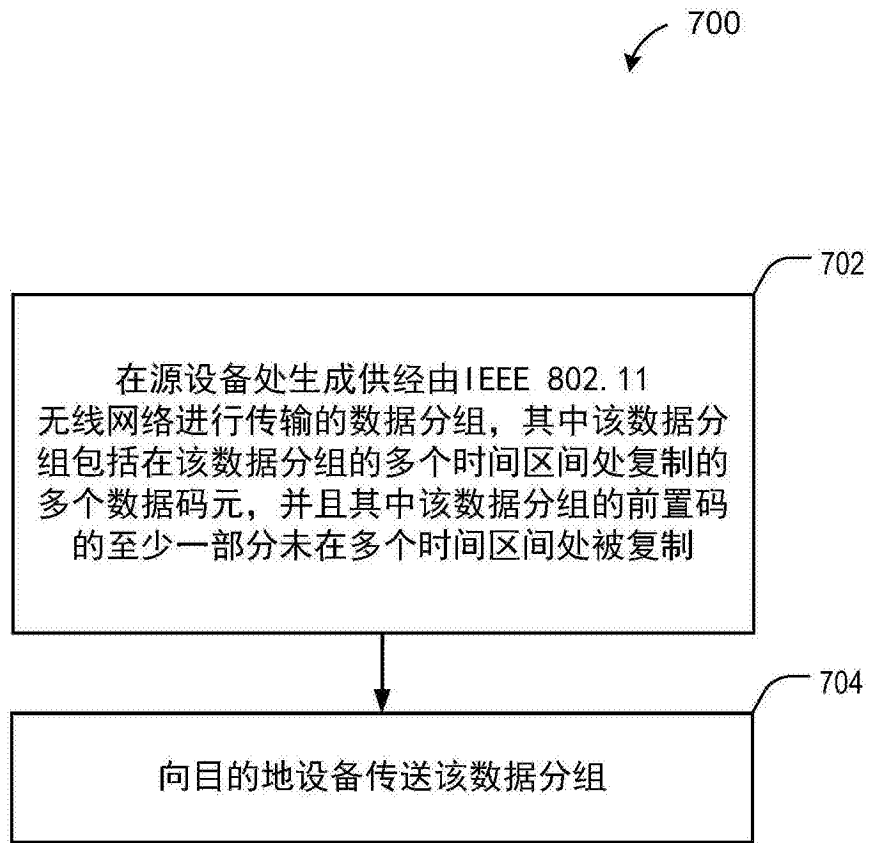 700
702
在源设备处生成供经由IEEE 802.11
无线网络进行传输的数据分组，其中该数据分
组包括在该数据分组的多个时间区间处复制的
多个数据码元，并且其中该数据分组的前置码
的至少一部分未在多个时间区间处被复制
704
向目的地设备传送该数据分组